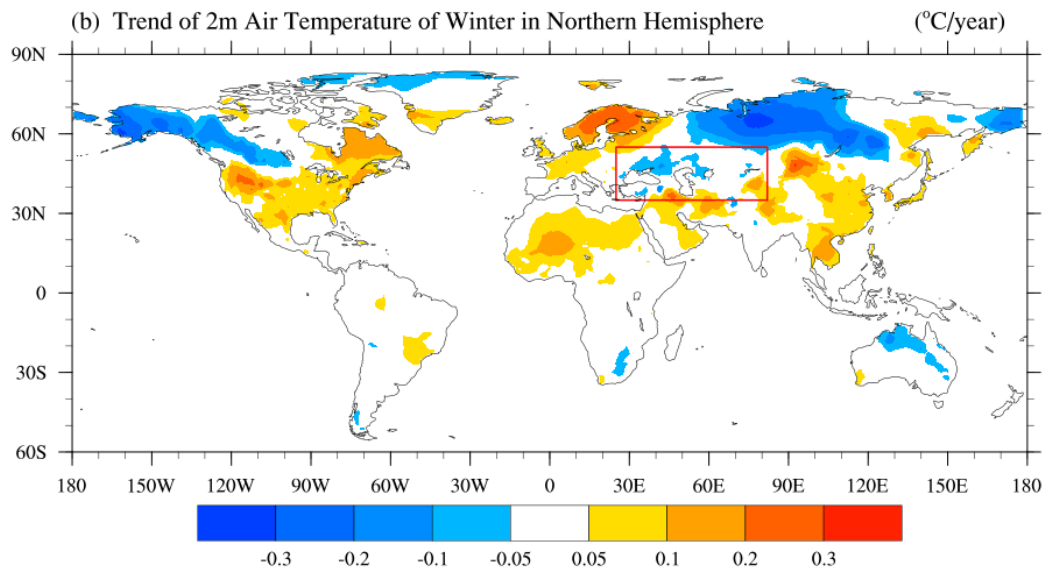 (b) Trend of 2m Air Temperature of Winter in Northern Hemisphere (°C/year)
90N
60N
30N
0
30S
60S
180 150W 120W 90W 60W 30W 0 30E 60E 90E 120E 150E 180
-0.3 -0.2 -0.1 -0.05 0.05 0.1 0.2 0.3